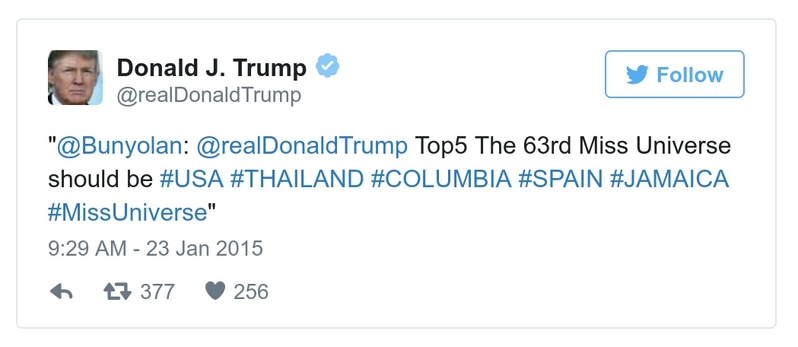 Donald J. Trump
@realDonaldTrump
Follow
"@Bunyolan: @realDonaldTrump Top5 The 63rd Miss Universe
should be #USA #THAILAND #COLUMBIA #SPAIN #JAMAICA
#MissUniverse"
9:29 AM - 23 Jan 2015
377 256